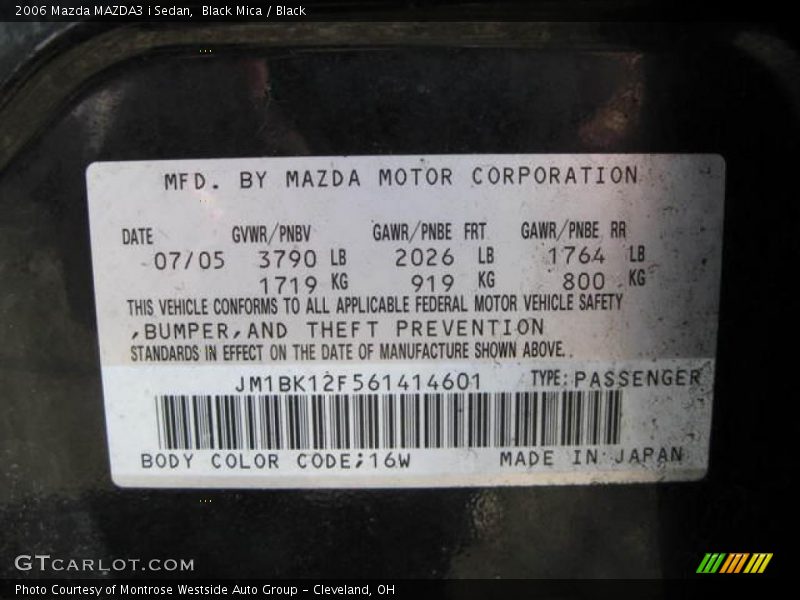 2006 Mazda MAZDA3 i Sedan,  Black Mica / Black
MFD. BY MAZDA MOTOR CORPORATION
DATE GVWR/PNBV GAWR/PNBE FRT GAWR/PNBE RR
07/05 3790 LB 2026 LB 1764 LB
1719 KG 919 KG 800 KG
THIS VEHICLE CONFORMS TO ALL APPLICABLE FEDERAL MOTOR VEHICLE SAFETY
,BUMPER,AND THEFT PREVENTION
STANDARDS IN EFFECT ON THE DATE OF MANUFACTURE SHOWN ABOVE.
JM1BK12F561414601 TYPE:PASSENGER
BODY COLOR CODE;16W MADE IN JAPAN
GTCARLOT.COM
Photo Courtesy of Montrose Westside Auto Group - Cleveland, OH